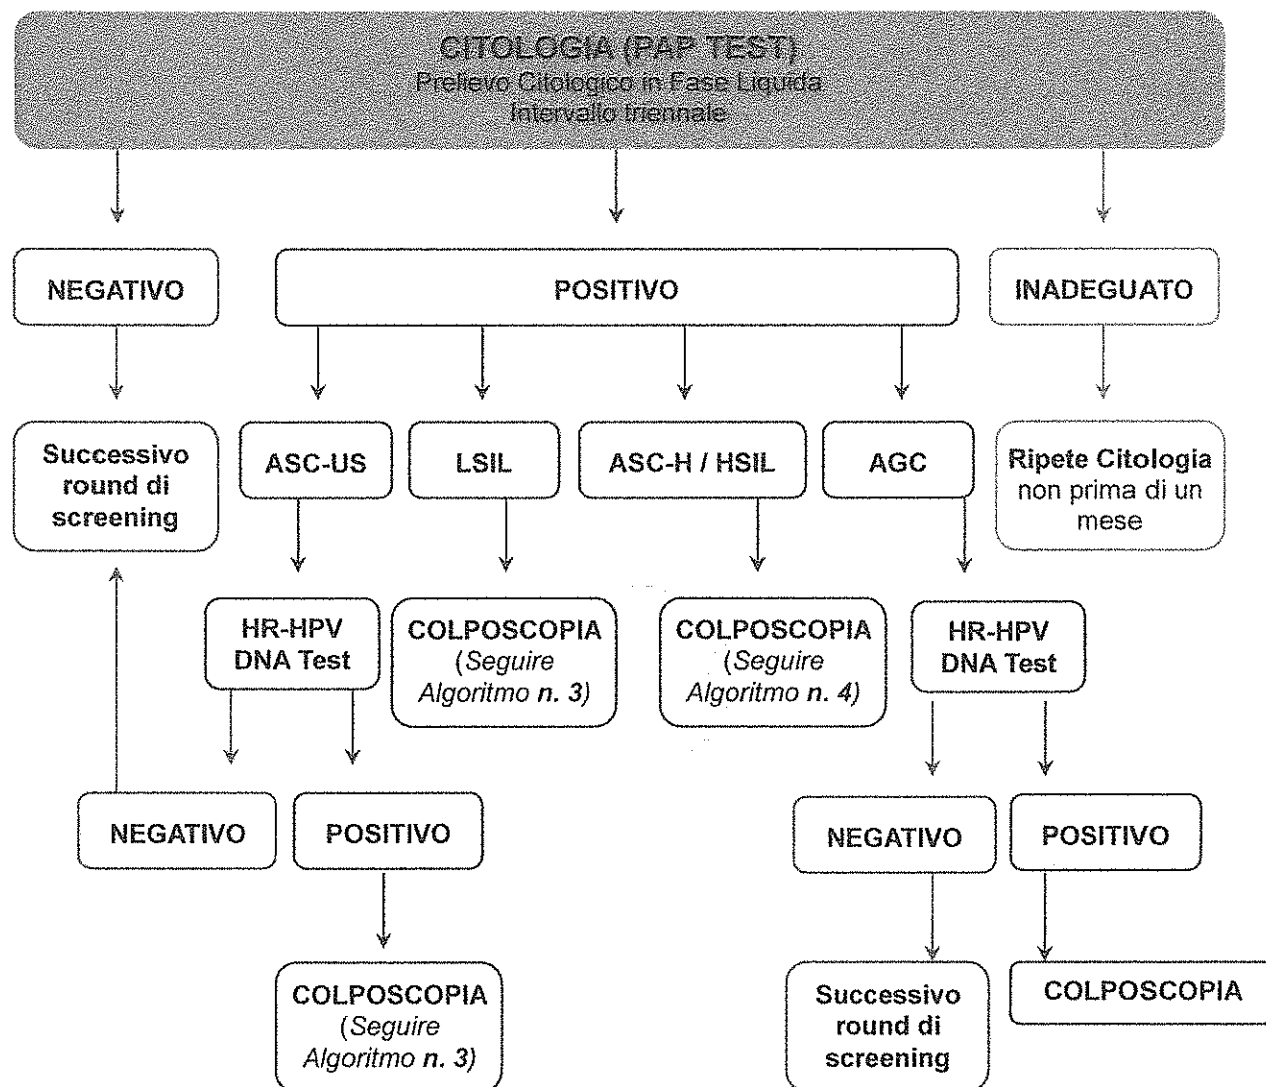 CITOLOGIA (PAP TEST)
Prelievo Citologico in Fase Liquida
Intervallo triennale
NEGATIVO
POSITIVO
INADEGUATO
Successivo
round di
screening
ASC-US
LSIL
ASC-H / HSIL
AGC
Ripete Citologia
non prima di un
mese
HR-HPV
DNA Test
COLPOSCOPIA
(Seguire
Algoritmo n. 3)
COLPOSCOPIA
(Seguire
Algoritmo n. 4)
HR-HPV
DNA Test
NEGATIVO
POSITIVO
NEGATIVO
POSITIVO
COLPOSCOPIA
(Seguire
Algoritmo n. 3)
Successivo
round di
screening
COLPOSCOPIA